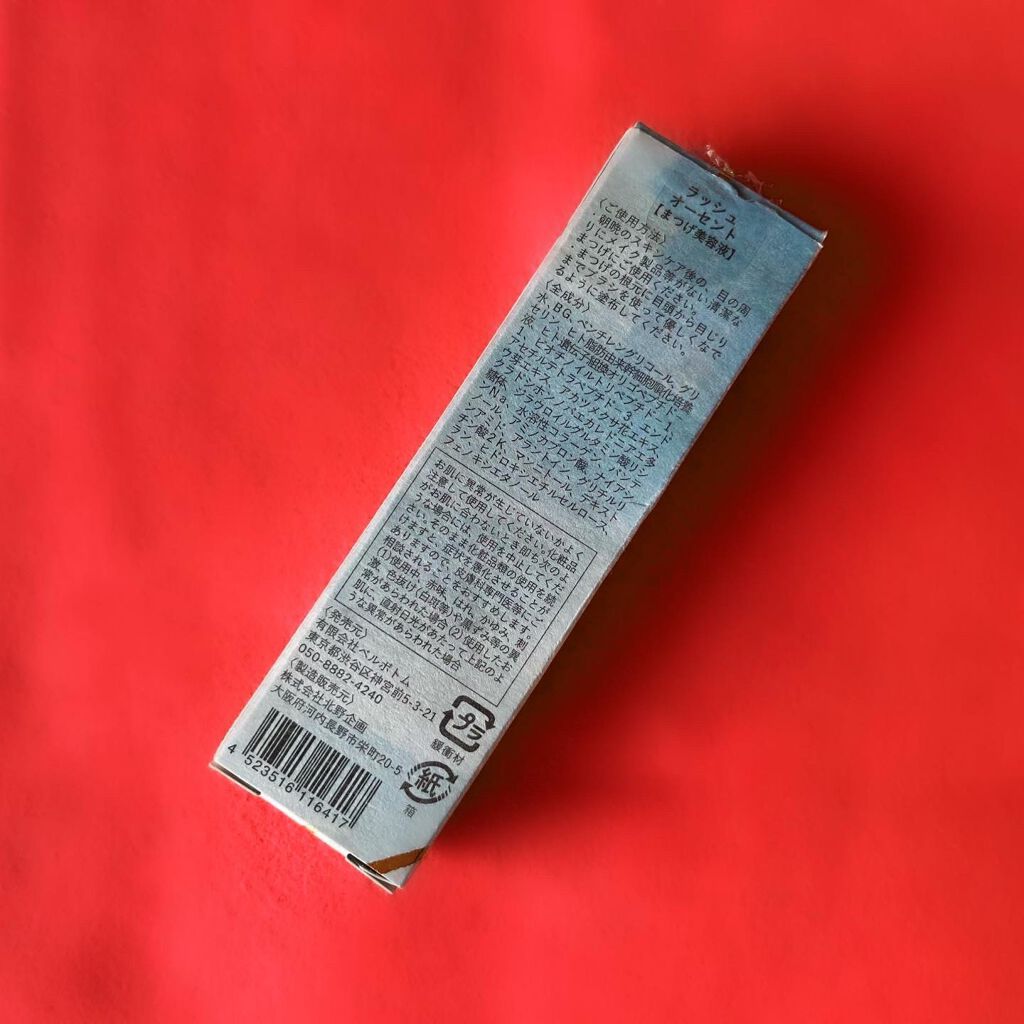 ラッシュ
オーセント
【まつげ美容液】
〈ご使用方法〉
・朝晩のスキンケア後の、目の周
りにメイク製品等がない清潔な
まつげにご使用ください。
・まつげの根元に目頭から目じり
までブラシを使って優しくなで
るように塗布してください。
〈全成分〉
水、BG、ペンチレングリコール、グリ
セリン、ヒト脂肪由来幹細胞順化培養
液、ヒト遺伝子組換オリゴペプチド-
1、ビオチノイルトリペプチド-1、
お肌に異常が生じていないかよく
注意して使用してください。化粧品
がお肌に合わないとき即ち次のよ
うな場合には、使用を中止してくだ
さい。そのまま化粧品類の使用を続
けますと、症状を悪化させることが
ありますので、皮膚科専門医等にご
相談されることをおすすめします。
(1)使用中、赤味、はれ、かゆみ、刺
激、色抜け(白斑等)や黒ずみ等の異
常があらわれた場合 (2)使用したお
肌に、直射日光があたって上記のよ
うな異常があらわれた場合
〈発売元〉
有限会社ベルボトム
東京都渋谷区神宮前5-3-21
050-8882-4240
〈製造販売元〉
株式会社北野企画
大阪府河内長野市栄町20-5
プラ
緩衝材
紙
箱
4 523516 116417